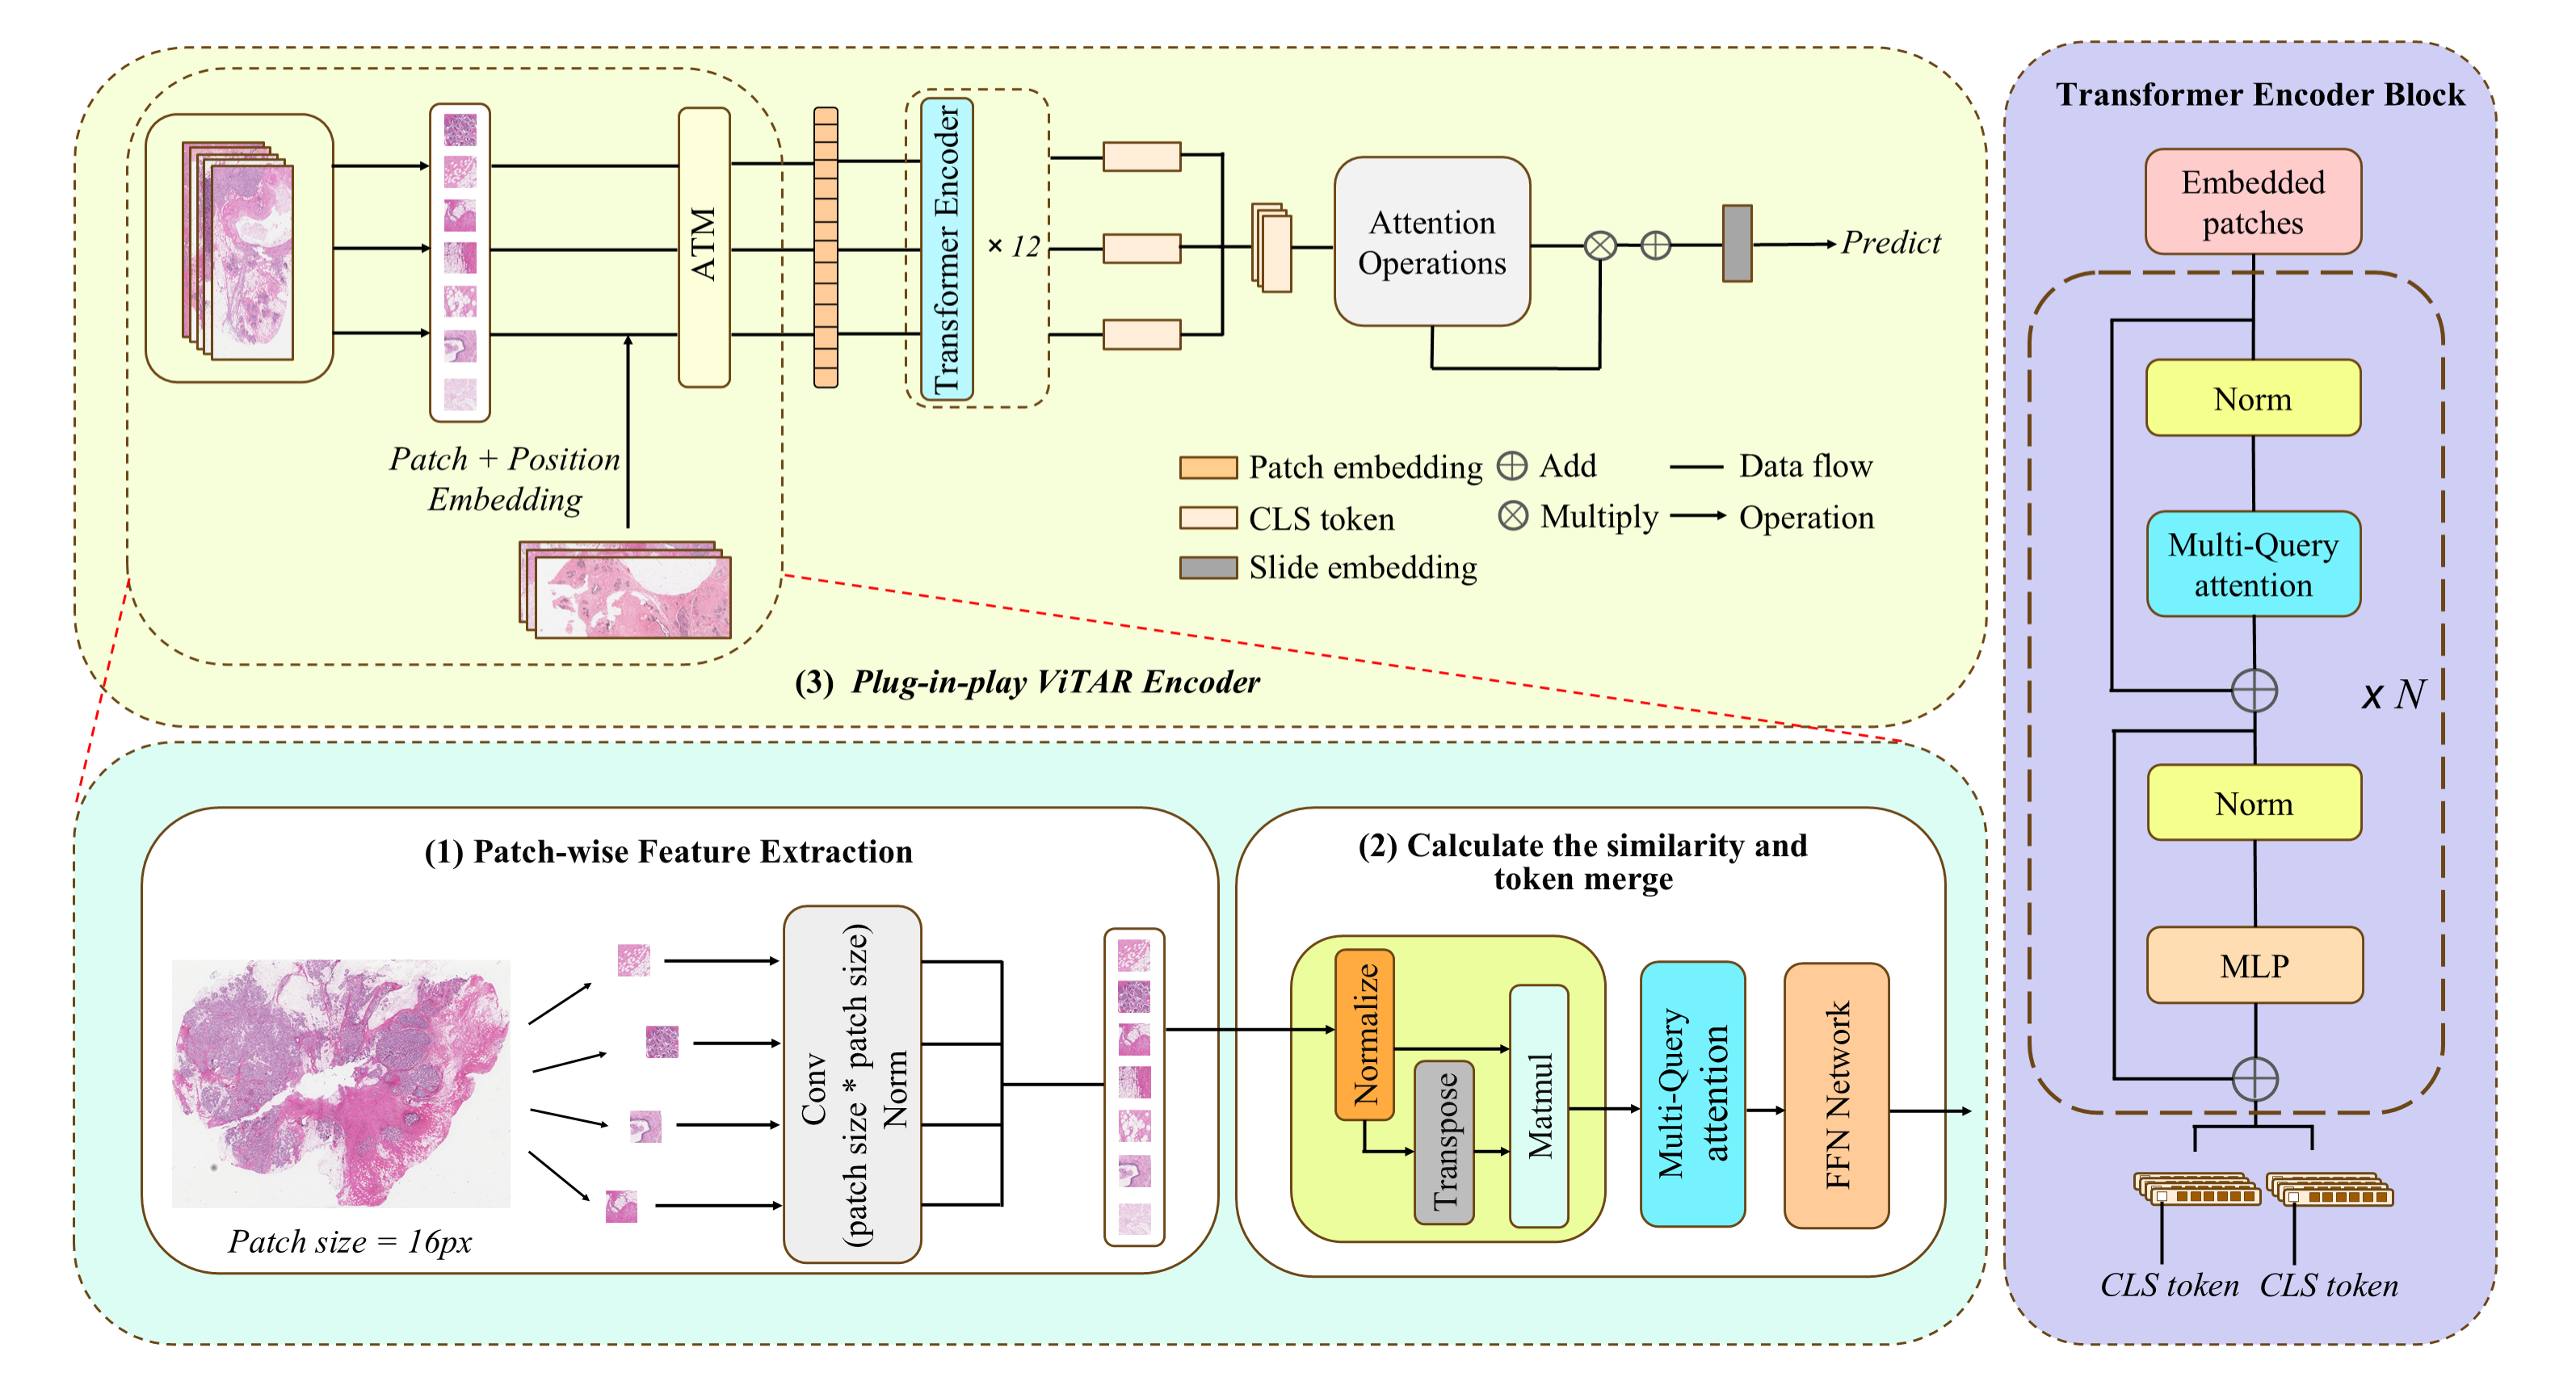 ATM
Transformer Encoder
× 12
Attention
Operations
Predict
Patch + Position
Embedding
Patch embedding
CLS token
Slide embedding
Add
Multiply
Data flow
Operation
(3) Plug-in-play ViTAR Encoder
(1) Patch-wise Feature Extraction
Patch size = 16px
Conv
(patch size * patch size)
Norm
(2) Calculate the similarity and
token merge
Normalize
Transpose
Matmul
Multi-Query
attention
FFN Network
Transformer Encoder Block
Embedded
patches
Norm
Multi-Query
attention
x N
Norm
MLP
CLS token
CLS token